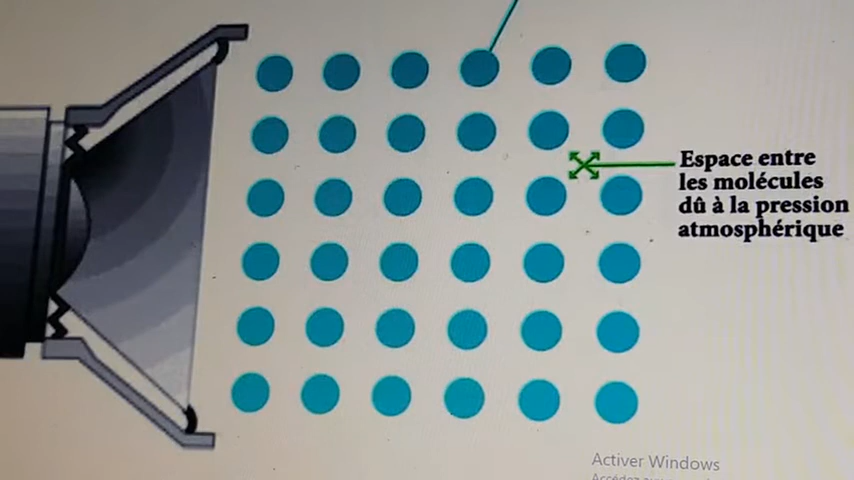 Espace entre
les molécules
dû à la pression
atmosphérique
Activer Windows